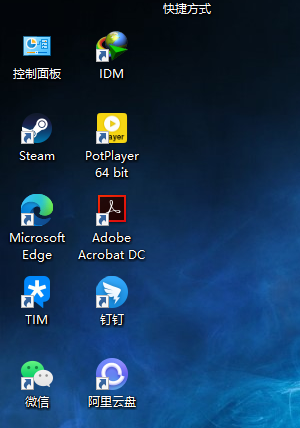 快捷方式
控制面板
IDM
Steam
PotPlayer
64 bit
Microsoft
Edge
Adobe
Acrobat DC
TIM
钉钉
微信
阿里云盘